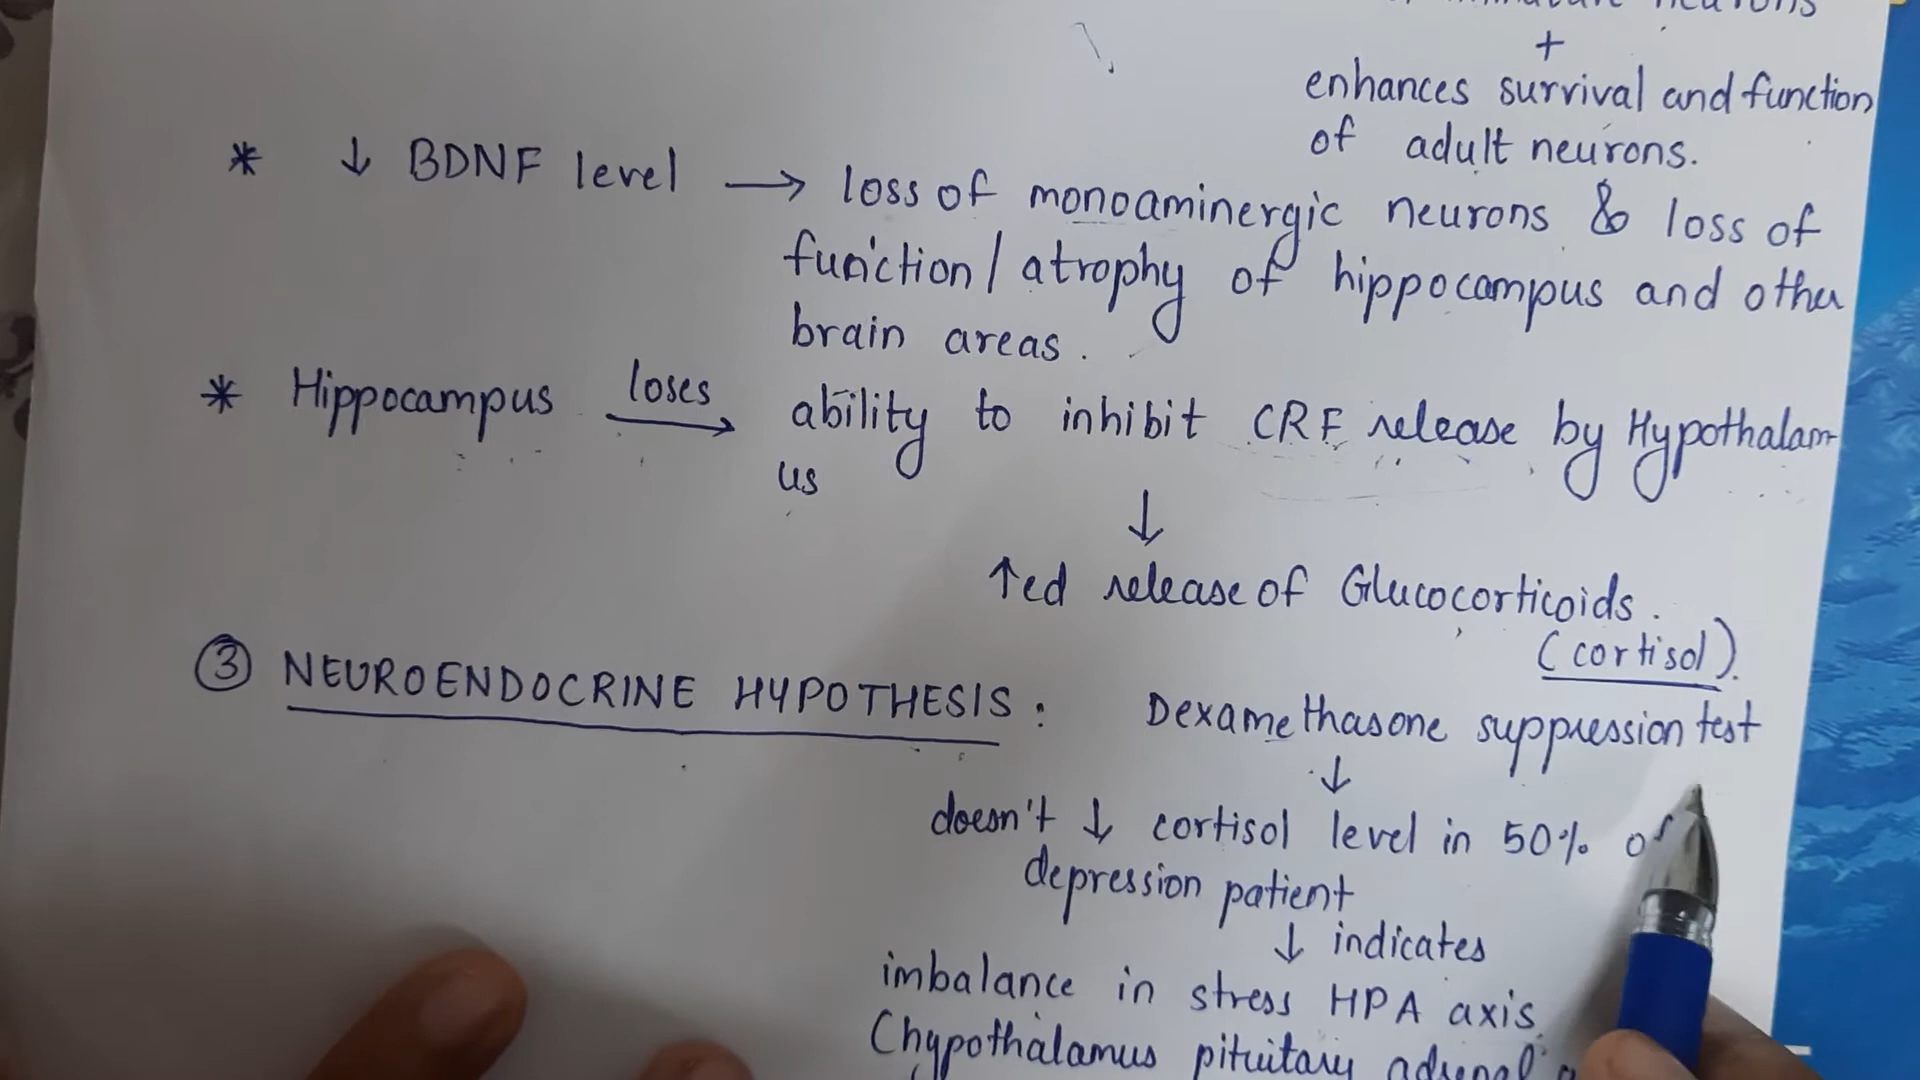 neurons
+
enhances survival and function
of adult neurons.
* ↓ BDNF level → loss of monoaminergic neurons & loss of
function/ atrophy of hippocampus and other
brain areas.
* Hippocampus loses → ability to inhibit CRF release by Hypothalam-
us
↓
↑ed release of Glucocorticoids.
(cortisol).
③ NEUROENDOCRINE HYPOTHESIS : Dexamethasone suppression test
↓
doesn't ↓ cortisol level in 50% of
depression patient
↓ indicates
imbalance in stress HPA axis.
(hypothalamus pituitary adrenal